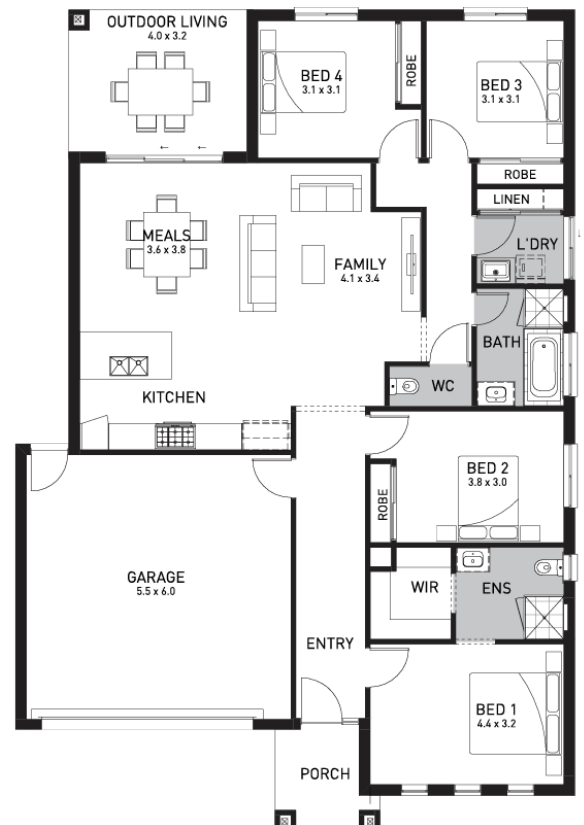 OUTDOOR LIVING
4.0 x 3.2
BED 4
3.1 x 3.1
ROBE
BED 3
3.1 x 3.1
ROBE
LINEN
L'DRY
MEALS
3.6 x 3.8
FAMILY
4.1 x 3.4
BATH
WC
KITCHEN
BED 2
3.8 x 3.0
ROBE
GARAGE
5.5 x 6.0
WIR
ENS
ENTRY
BED 1
4.4 x 3.2
PORCH